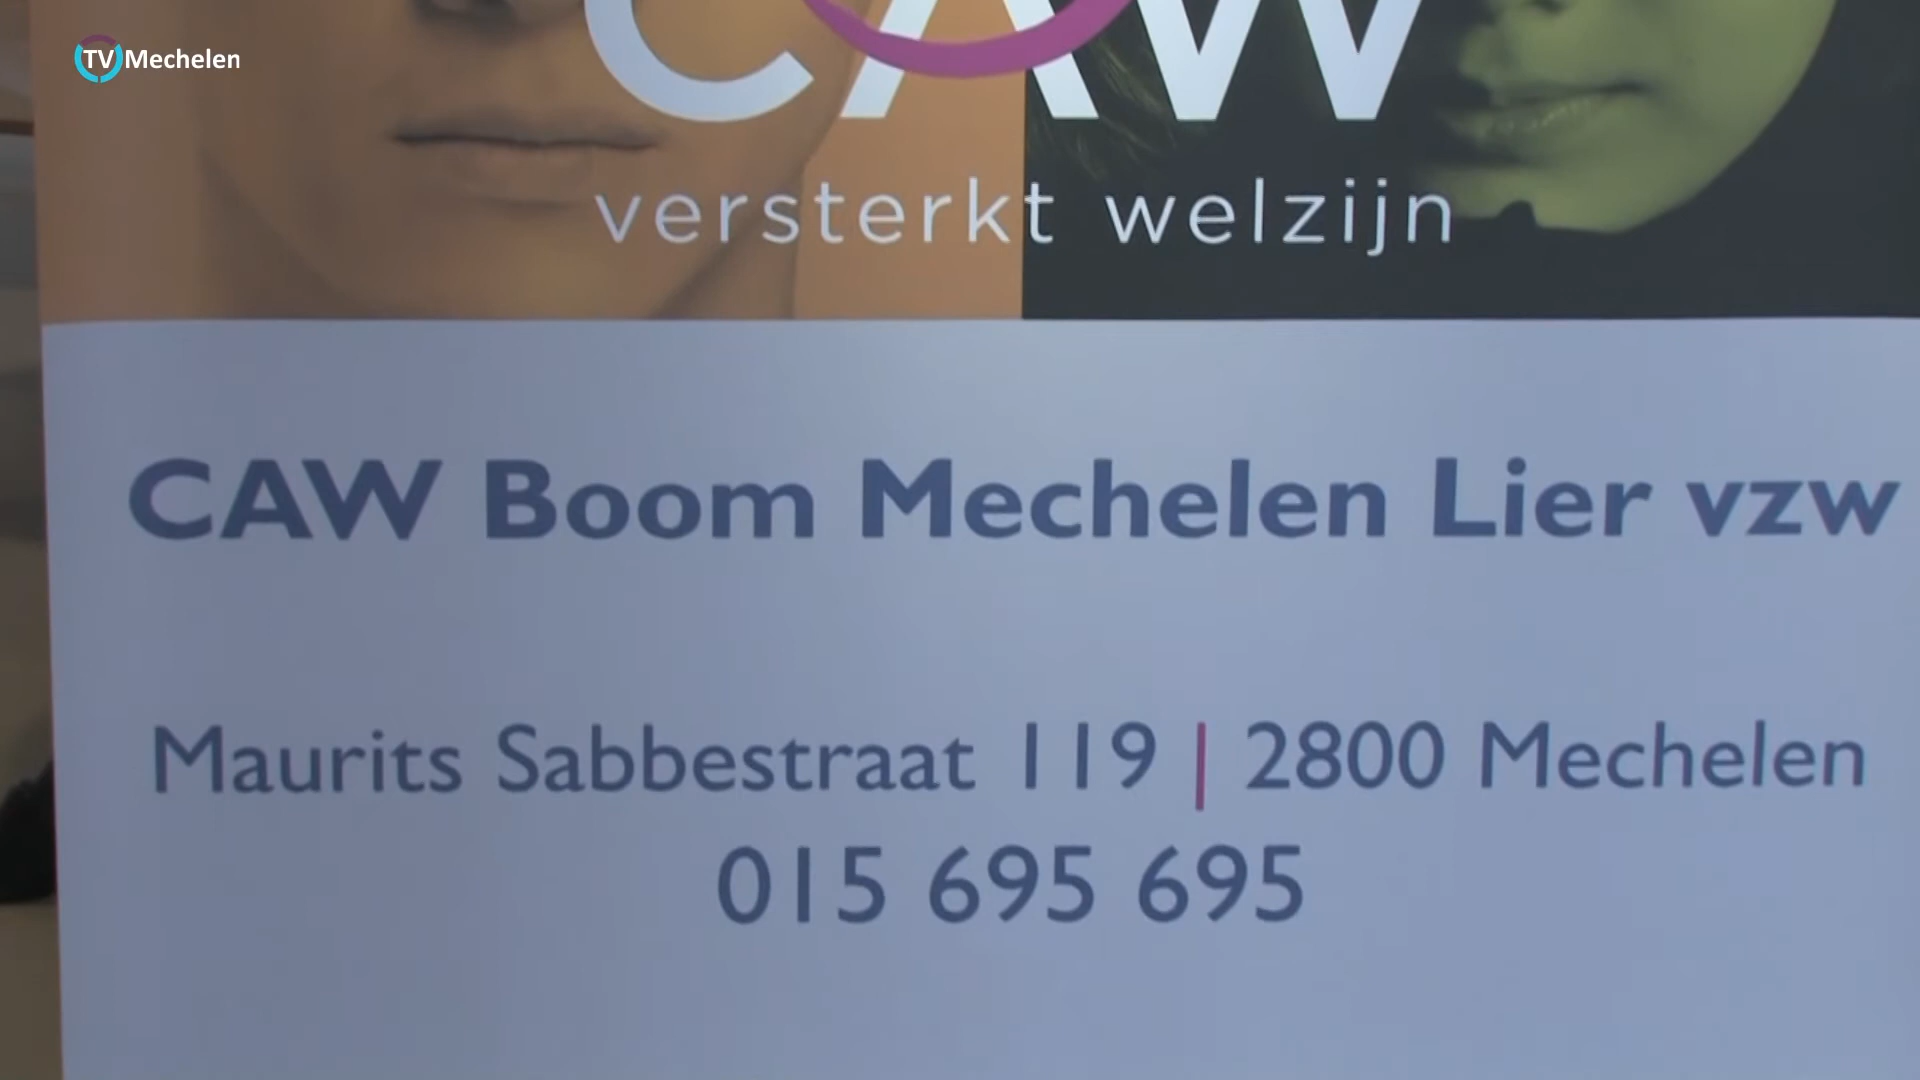 TV Mechelen
CAW
versterkt welzijn
CAW Boom Mechelen Lier vzw
Maurits Sabbestraat 119 | 2800 Mechelen
015 695 695